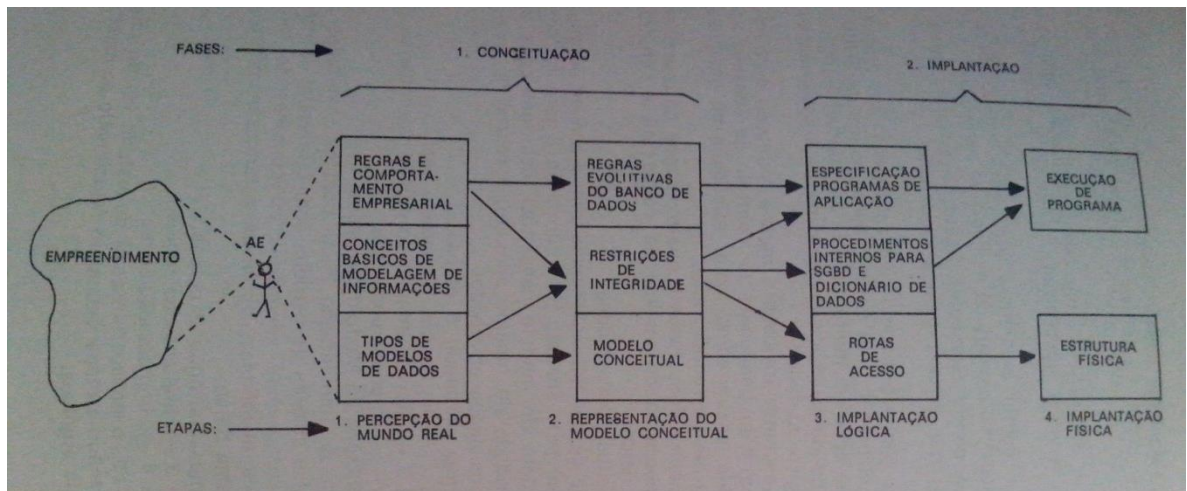 FASES:
1. CONCEITUAÇÃO
2. IMPLANTAÇÃO
EMPREENDIMENTO
AE
REGRAS E
COMPORTA-
MENTO
EMPRESARIAL
CONCEITOS
BÁSICOS DE
MODELAGEM DE
INFORMAÇÕES
TIPOS DE
MODELOS
DE DADOS
REGRAS
EVOLUTIVAS
DO BANCO DE
DADOS
RESTRIÇÕES
DE
INTEGRIDADE
MODELO
CONCEITUAL
ESPECIFICAÇÃO
PROGRAMAS DE
APLICAÇÃO
PROCEDIMENTOS
INTERNOS PARA
SGBD E
DICIONÁRIO DE
DADOS
ROTAS
DE
ACESSO
EXECUÇÃO
DE
PROGRAMA
ESTRUTURA
FÍSICA
ETAPAS:
1. PERCEPÇÃO DO
MUNDO REAL
2. REPRESENTAÇÃO DO
MODELO CONCEITUAL
3. IMPLANTAÇÃO
LÓGICA
4. IMPLANTAÇÃO
FÍSICA